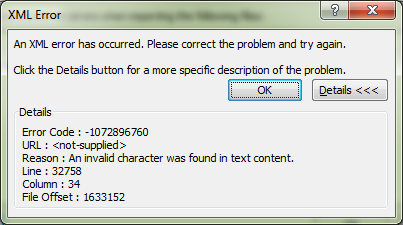 XML Error
An XML error has occurred. Please correct the problem and try again.
Click the Details button for a more specific description of the problem.
OK
Details <<<
Details
Error Code : -1072896760
URL : <not-supplied>
Reason : An invalid character was found in text content.
Line : 32758
Column : 34
File Offset : 1633152